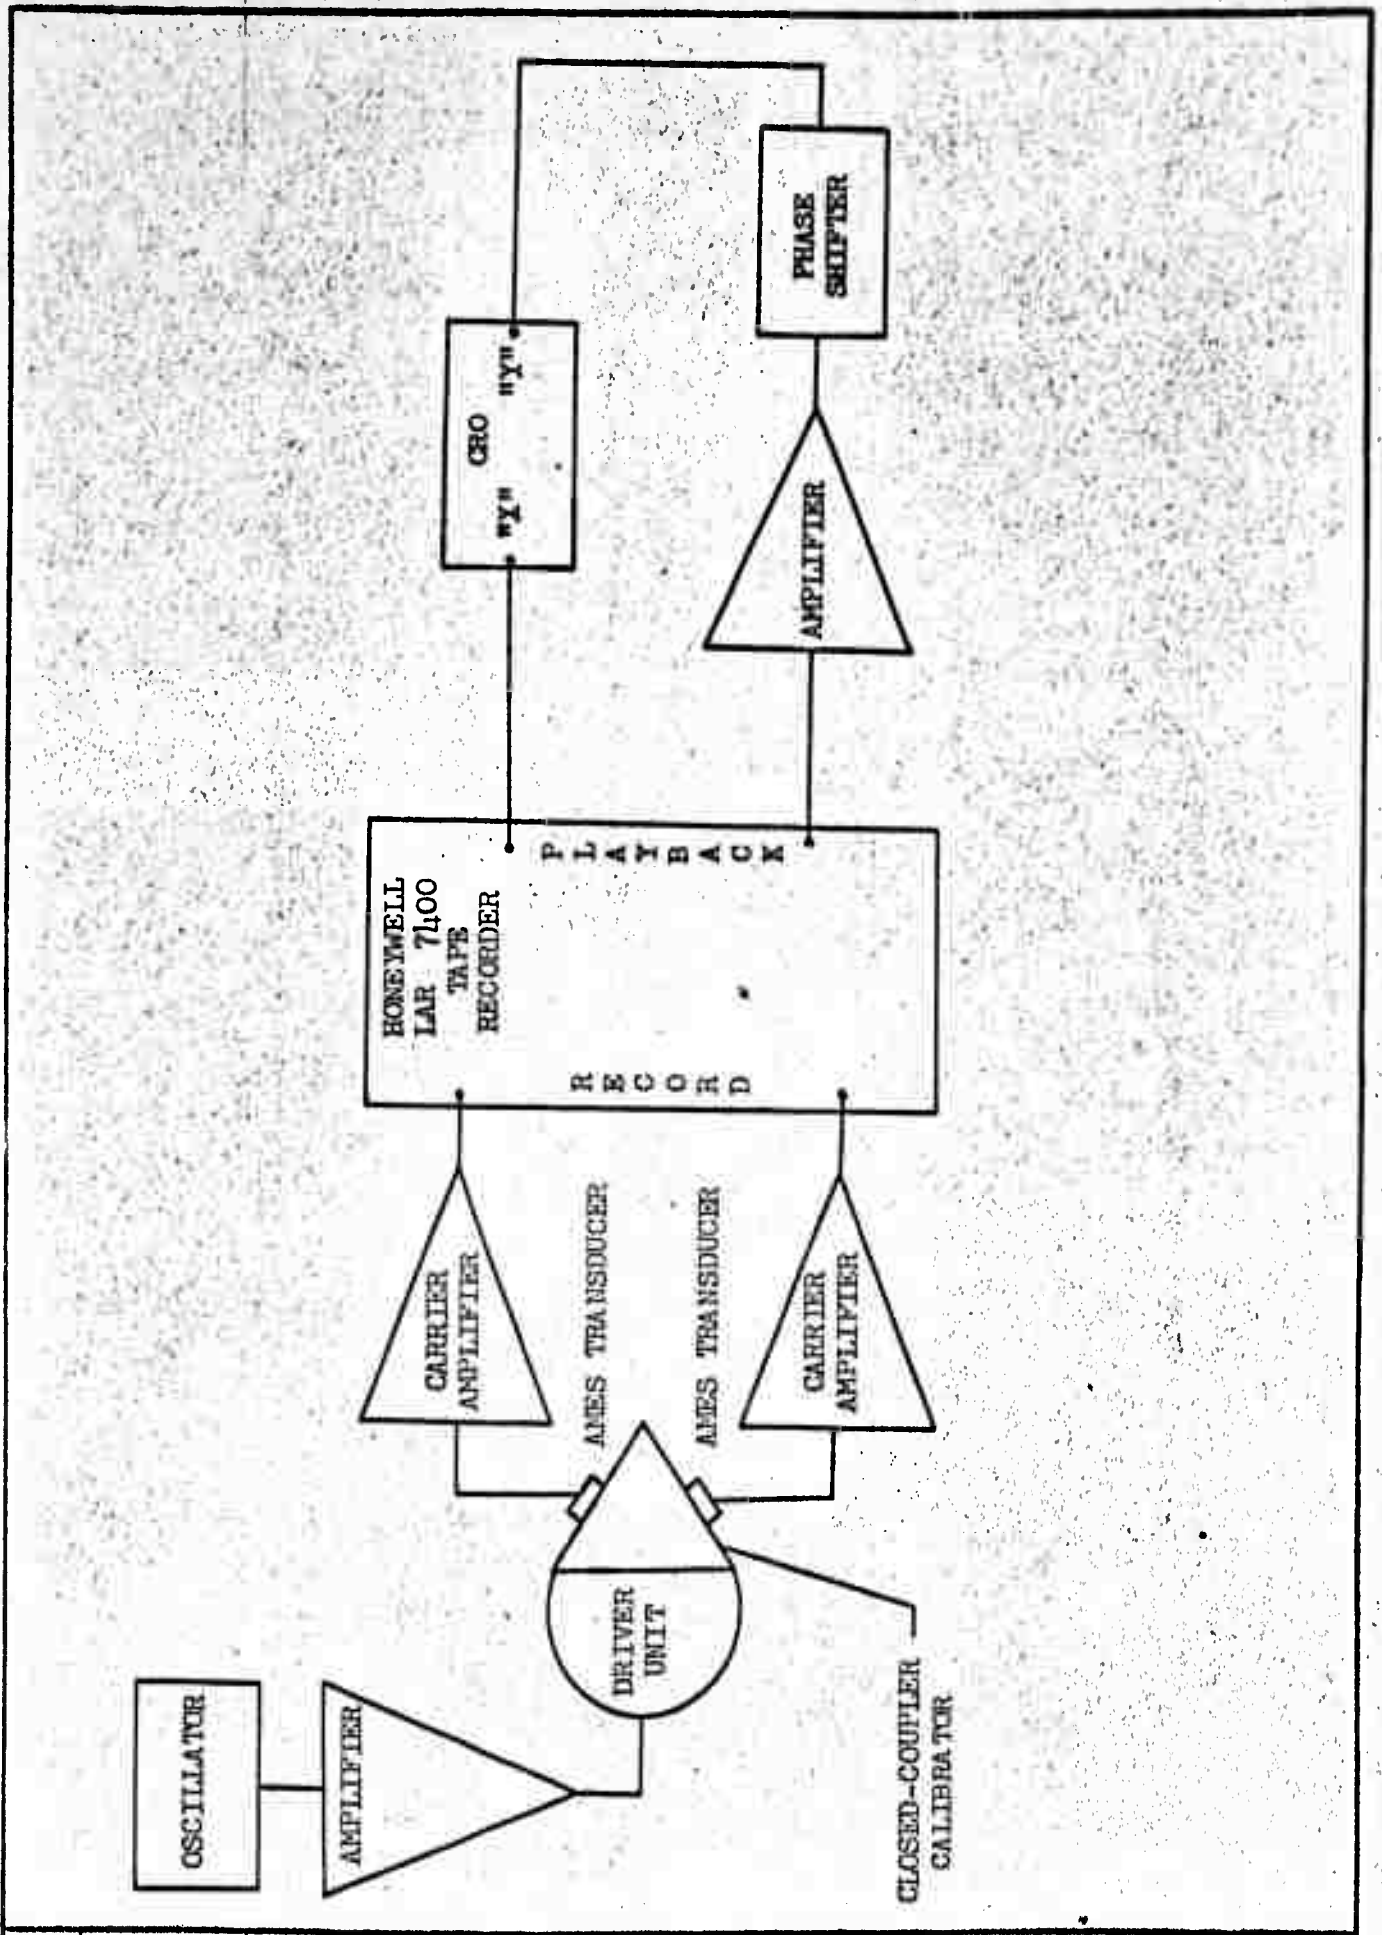 OSCILLATOR
AMPLIFIER
DRIVER
UNIT
CLOSED-COUPLER
CALIBRATOR
AMES TRANSDUCER
AMES TRANSDUCER
CARRIER
AMPLIFIER
CARRIER
AMPLIFIER
HONEYWELL
LAR 7400
TAPE
RECORDER
RECORD
PLAYBACK
CRO
"X" "Y"
AMPLIFIER
PHASE
SHIFTER